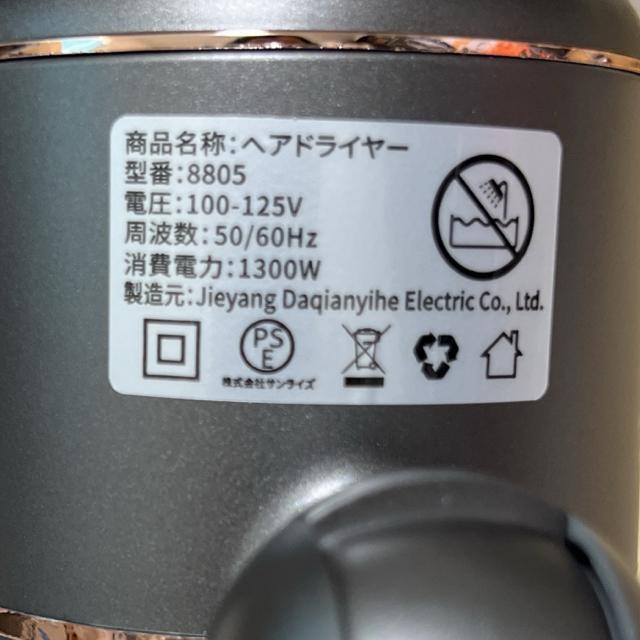 商品名称:ヘアドライヤー
型番:8805
電圧:100-125V
周波数:50/60Hz
消費電力:1300W
製造元:Jieyang Daqianyihe Electric Co., Ltd.
PS
E
株式会社サンライズ